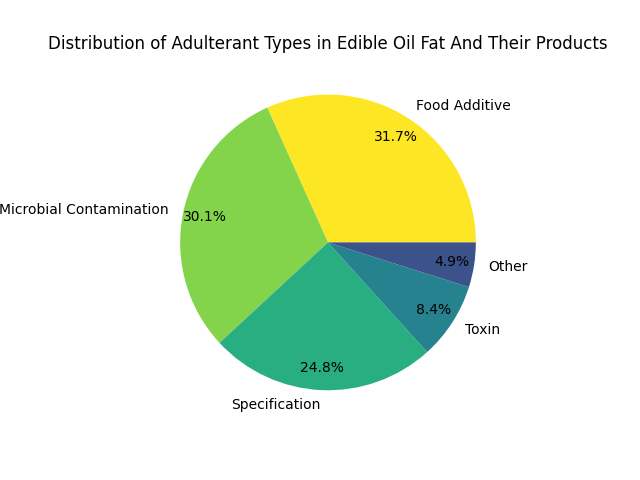 Distribution of Adulterant Types in Edible Oil Fat And Their Products
Food Additive
31.7%
Microbial Contamination
30.1%
4.9%
Other
8.4%
Toxin
24.8%
Specification